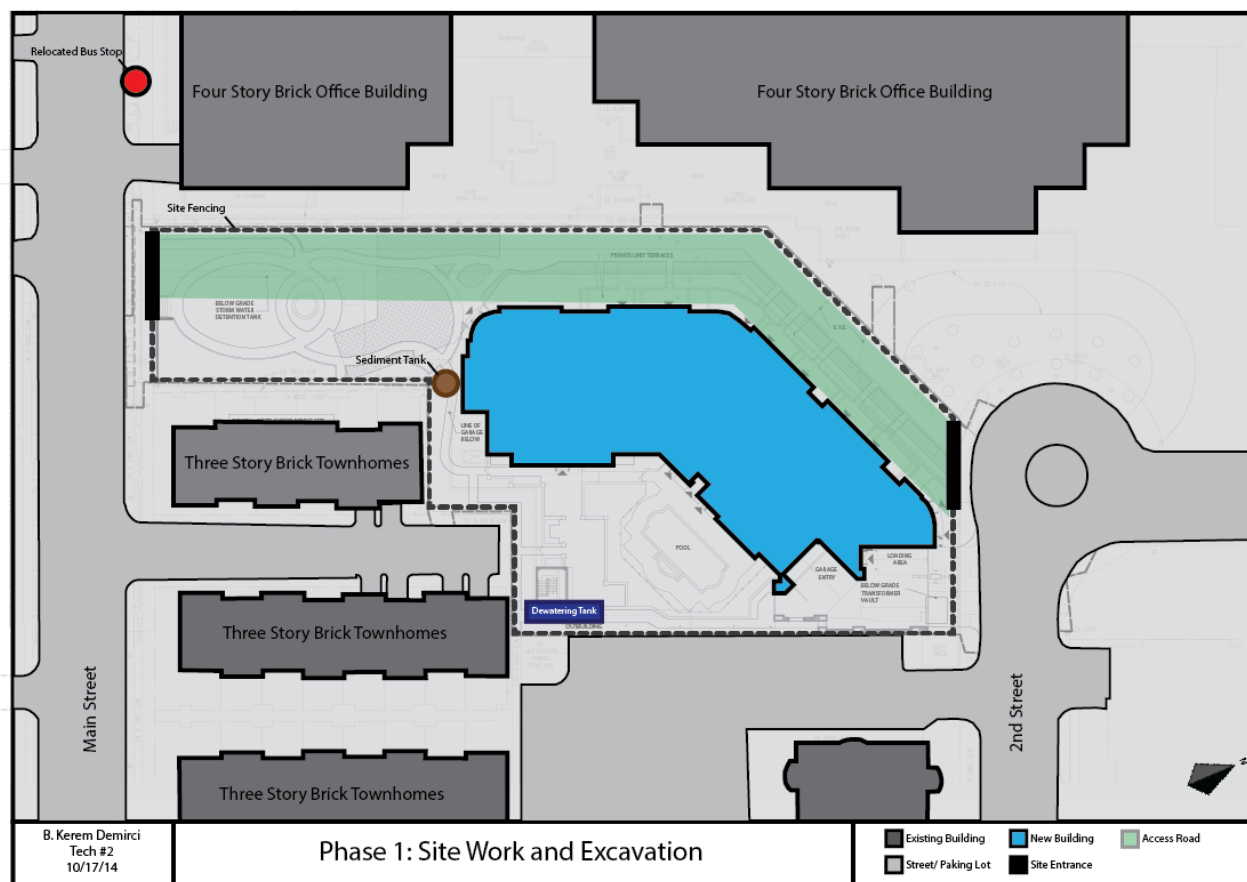 Relocated Bus Stop
Four Story Brick Office Building
Four Story Brick Office Building
Site Fencing
PRIVATE UNIT TERRACES
BELOW GRADE
STORM WATER
DETENTION TANK
Sediment Tank
LINE OF
GARAGE
BELOW
Three Story Brick Townhomes
POOL
LOADING
AREA
GARAGE
ENTRY
BELOW GRADE
TRANSFORMER
VAULT
Dewatering Tank
OUTBUILDING
Three Story Brick Townhomes
Main Street
2nd Street
Three Story Brick Townhomes
B. Kerem Demirci
Tech #2
10/17/14
Phase 1: Site Work and Excavation
Existing Building
New Building
Access Road
Street/ Paking Lot
Site Entrance